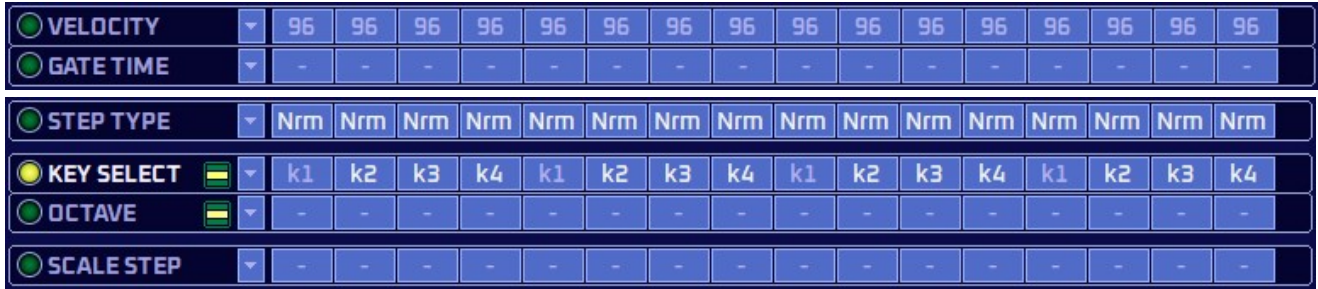 VELOCITY 96 96 96 96 96 96 96 96 96 96 96 96 96 96 96 96
GATE TIME - - - - - - - - - - - - - - - -
STEP TYPE Nrm Nrm Nrm Nrm Nrm Nrm Nrm Nrm Nrm Nrm Nrm Nrm Nrm Nrm Nrm Nrm
KEY SELECT k1 k2 k3 k4 k1 k2 k3 k4 k1 k2 k3 k4 k1 k2 k3 k4
OCTAVE - - - - - - - - - - - - - - - -
SCALE STEP - - - - - - - - - - - - - - - -